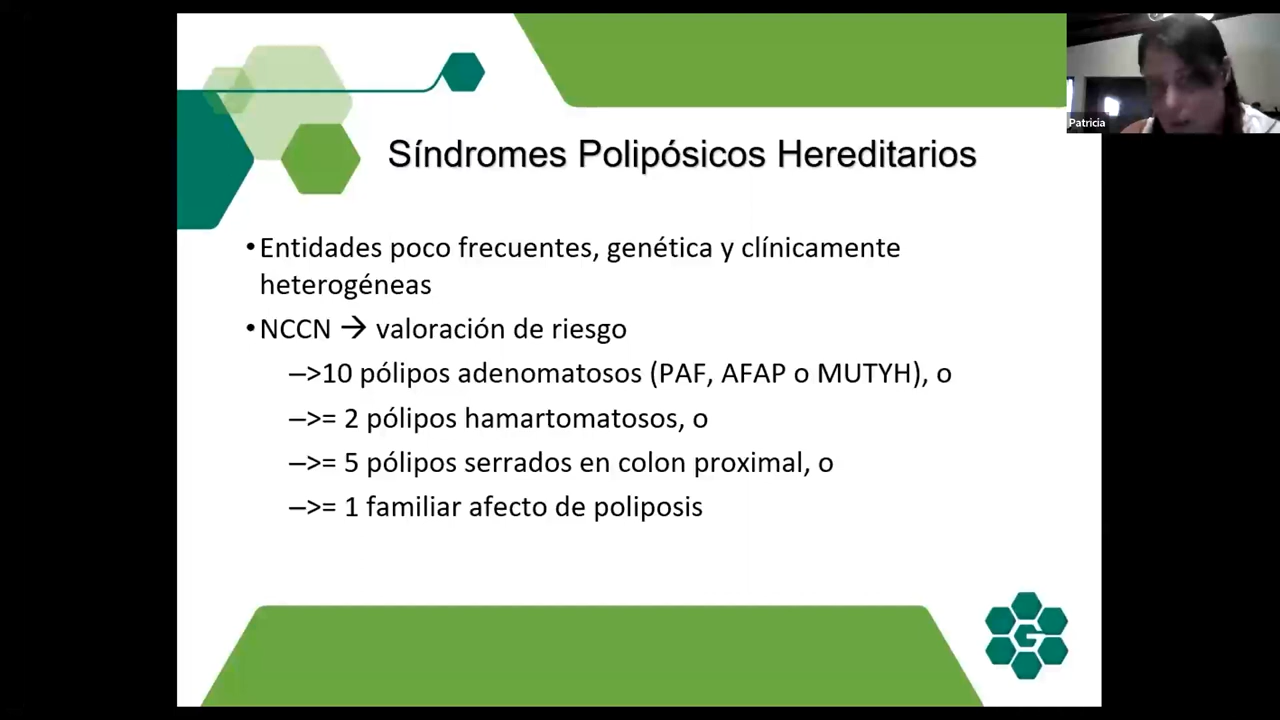 Patricia
Síndromes Polipósicos Hereditarios
•Entidades poco frecuentes, genética y clínicamente
heterogéneas
•NCCN → valoración de riesgo
–>10 pólipos adenomatosos (PAF, AFAP o MUTYH), o
–>= 2 pólipos hamartomatosos, o
–>= 5 pólipos serrados en colon proximal, o
–>= 1 familiar afecto de poliposis
G